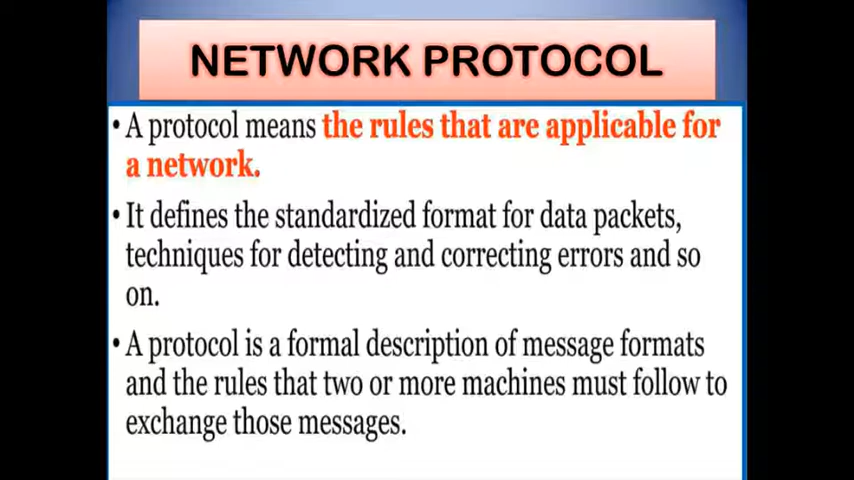 NETWORK PROTOCOL
• A protocol means the rules that are applicable for
a network.
• It defines the standardized format for data packets,
techniques for detecting and correcting errors and so
on.
• A protocol is a formal description of message formats
and the rules that two or more machines must follow to
exchange those messages.